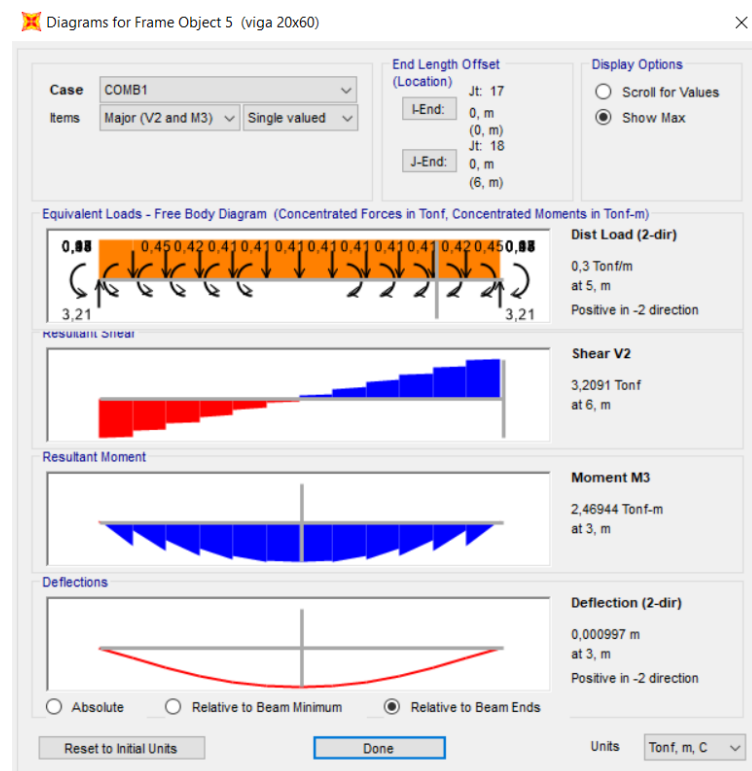 Diagrams for Frame Object 5 (viga 20x60)
Case COMB1
Items Major (V2 and M3) Single valued
End Length Offset
(Location)
Jt: 17
I-End: 0, m
(0, m)
Jt: 18
J-End: 0, m
(6, m)
Display Options
Scroll for Values
Show Max
Equivalent Loads - Free Body Diagram (Concentrated Forces in Tonf, Concentrated Moments in Tonf-m)
0,45 0,42 0,41 0,41 0,41 0,41 0,41 0,41 0,41 0,42 0,45
3,21 3,21
Dist Load (2-dir)
0,3 Tonf/m
at 5, m
Positive in -2 direction
Resultant Shear
Shear V2
3,2091 Tonf
at 6, m
Resultant Moment
Moment M3
2,46944 Tonf-m
at 3, m
Deflections
Deflection (2-dir)
0,000997 m
at 3, m
Positive in -2 direction
Absolute Relative to Beam Minimum Relative to Beam Ends
Reset to Initial Units Done Units Tonf, m, C